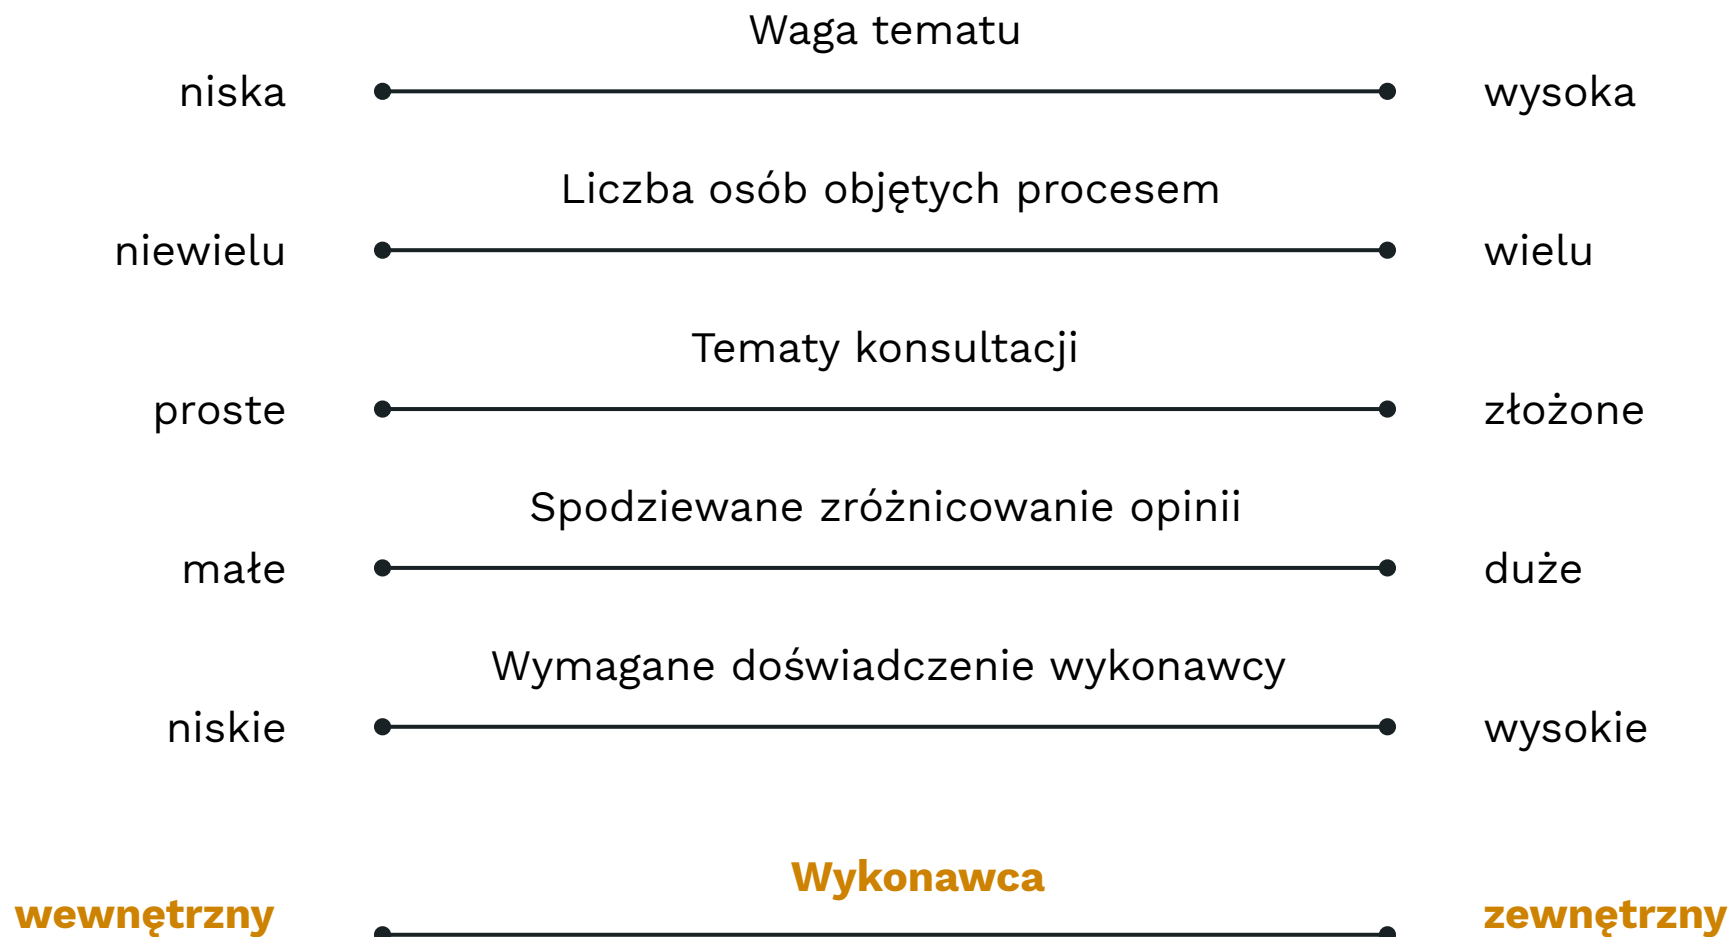 Waga tematu
niska wysoka
Liczba osób objętych procesem
niewielu wielu
Tematy konsultacji
proste złożone
Spodziewane zróżnicowanie opinii
małe duże
Wymagane doświadczenie wykonawcy
niskie wysokie
Wykonawca
wewnętrzny zewnętrzny